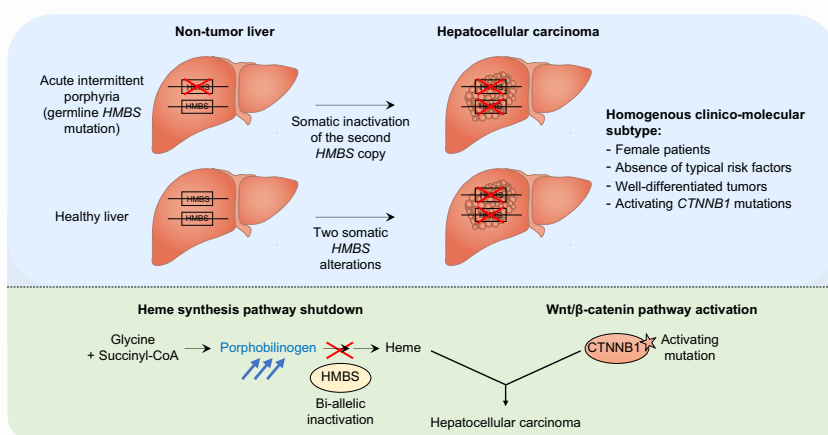 Non-tumor liver
Hepatocellular carcinoma
Acute intermittent
porphyria
(germline HMBS
mutation)
HMBS
HMBS
Somatic inactivation
of the second
HMBS copy
HMBS
HMBS
Homogenous clinico-molecular
subtype:
- Female patients
- Absence of typical risk factors
- Well-differentiated tumors
- Activating CTNNB1 mutations
Healthy liver
HMBS
HMBS
Two somatic
HMBS
alterations
HMBS
HMBS
Heme synthesis pathway shutdown
Wnt/β-catenin pathway activation
Glycine
+ Succinyl-CoA
Porphobilinogen
Heme
HMBS
Bi-allelic
inactivation
CTNNB1
Activating
mutation
Hepatocellular carcinoma